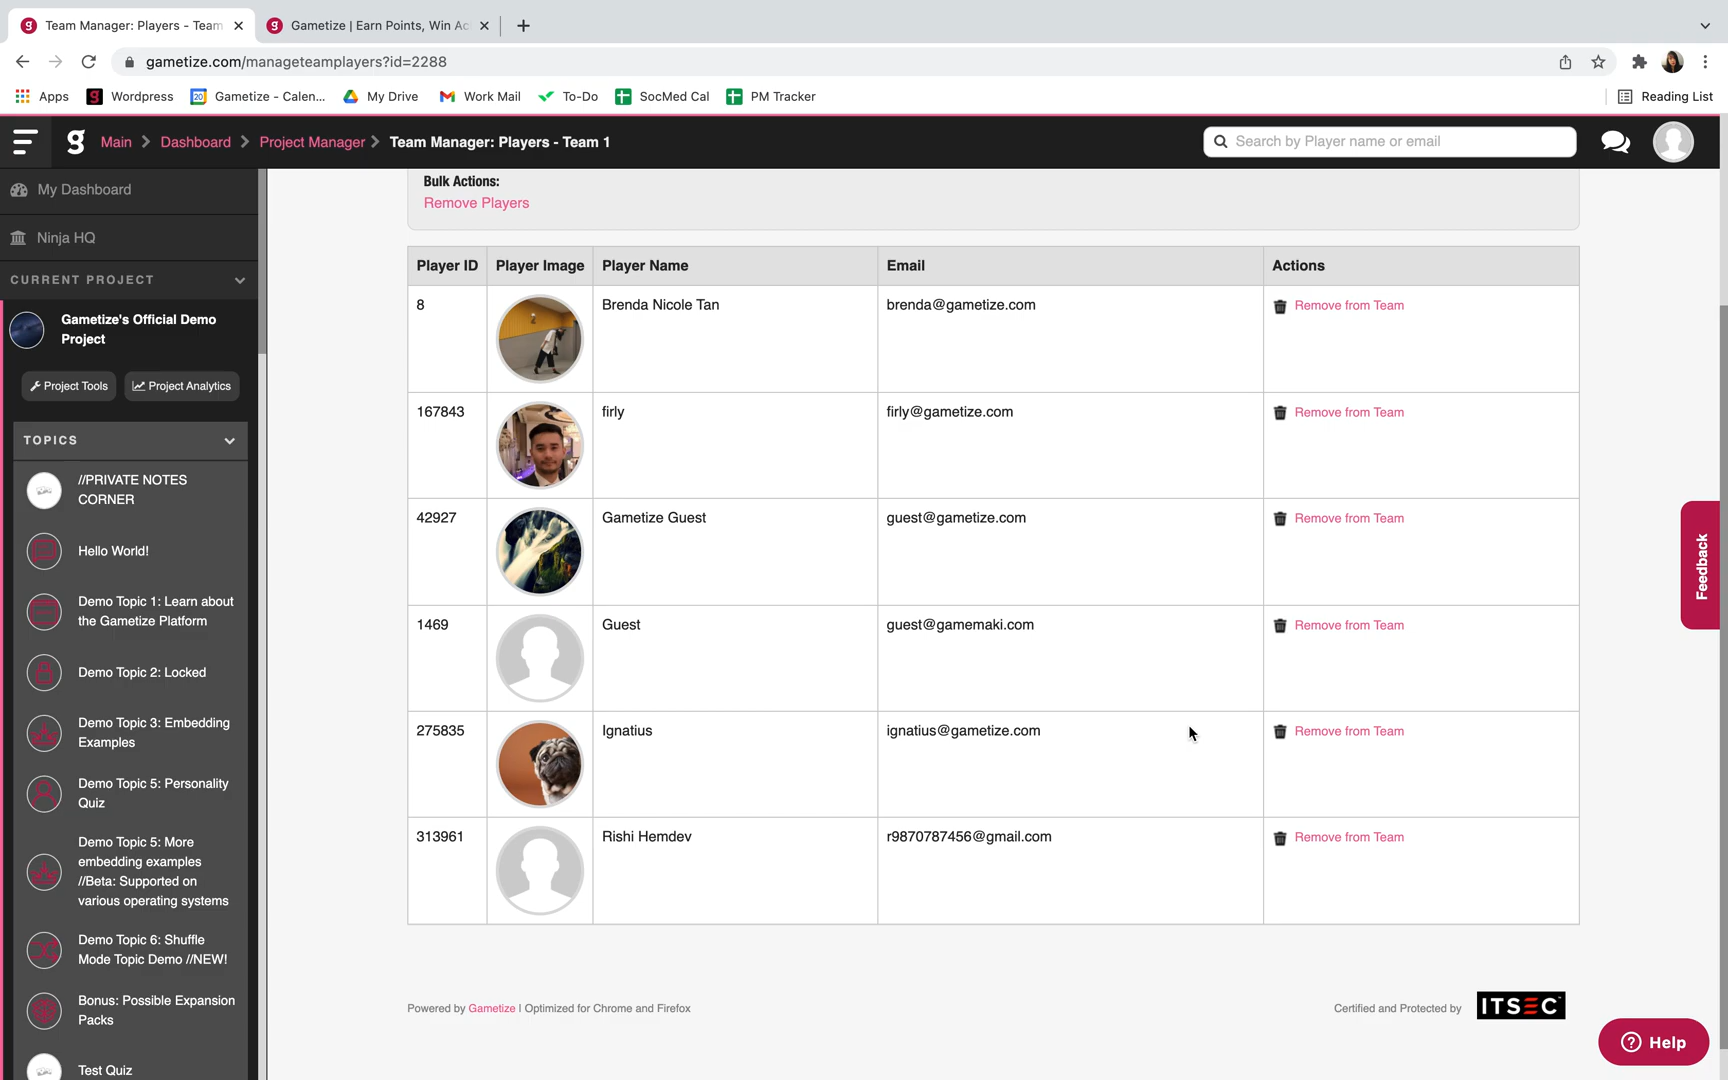 Team Manager: Players - Team
Gametize | Earn Points, Win Ac
gametize.com/manageteamplayers?id=2288
Apps
Wordpress
Gametize - Calen...
My Drive
Work Mail
To-Do
SocMed Cal
PM Tracker
Reading List
Main > Dashboard > Project Manager > Team Manager: Players - Team 1
Search by Player name or email
My Dashboard
Ninja HQ
CURRENT PROJECT
Gametize's Official Demo
Project
Project Tools
Project Analytics
TOPICS
//PRIVATE NOTES
CORNER
Hello World!
Demo Topic 1: Learn about
the Gametize Platform
Demo Topic 2: Locked
Demo Topic 3: Embedding
Examples
Demo Topic 5: Personality
Quiz
Demo Topic 5: More
embedding examples
//Beta: Supported on
various operating systems
Demo Topic 6: Shuffle
Mode Topic Demo //NEW!
Bonus: Possible Expansion
Packs
Test Quiz
Bulk Actions:
Remove Players
Player ID Player Image Player Name Email Actions
8 Brenda Nicole Tan brenda@gametize.com Remove from Team
167843 firly firly@gametize.com Remove from Team
42927 Gametize Guest guest@gametize.com Remove from Team
1469 Guest guest@gamemaki.com Remove from Team
275835 Ignatius ignatius@gametize.com Remove from Team
313961 Rishi Hemdev r9870787456@gmail.com Remove from Team
Feedback
Powered by Gametize | Optimized for Chrome and Firefox
Certified and Protected by ITSEC
Help